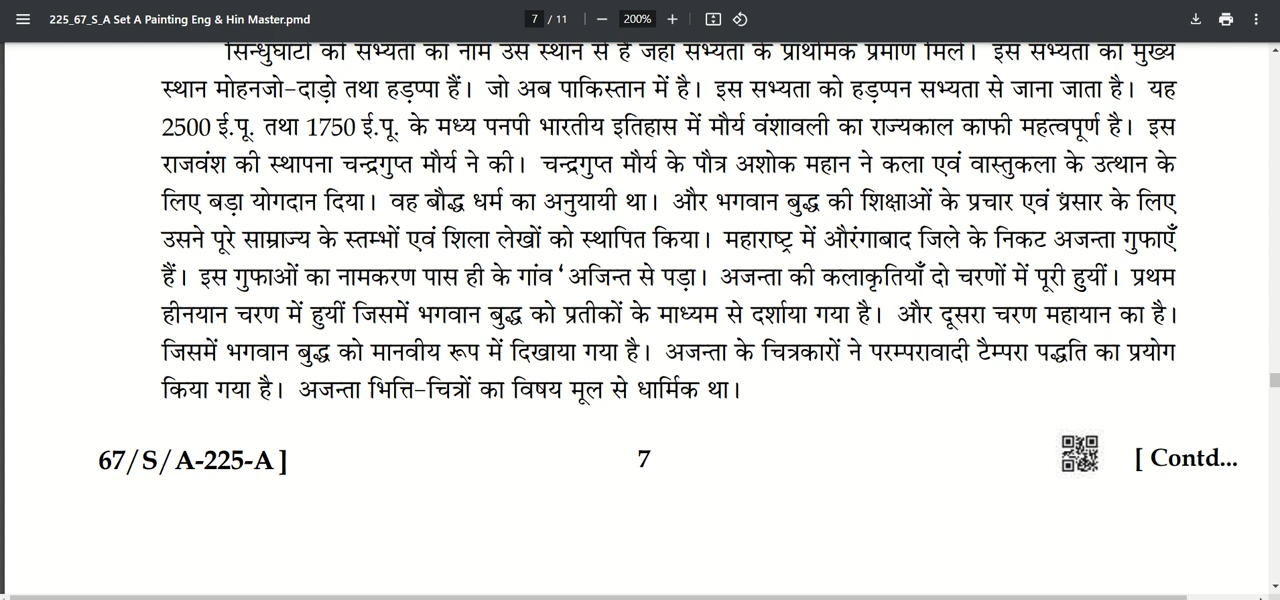 225_67_S_A Set A Painting Eng & Hin Master.pmd
7 / 11
200%
सिन्धुघाटी की सभ्यता का नाम उस स्थान से है जहाँ सभ्यता के प्राथमिक प्रमाण मिले। इस सभ्यता का मुख्य
स्थान मोहनजो-दाड़ो तथा हड़प्पा हैं। जो अब पाकिस्तान में है। इस सभ्यता को हड़प्पन सभ्यता से जाना जाता है। यह
2500 ई.पू. तथा 1750 ई.पू. के मध्य पनपी भारतीय इतिहास में मौर्य वंशावली का राज्यकाल काफी महत्वपूर्ण है। इस
राजवंश की स्थापना चन्द्रगुप्त मौर्य ने की। चन्द्रगुप्त मौर्य के पौत्र अशोक महान ने कला एवं वास्तुकला के उत्थान के
लिए बड़ा योगदान दिया। वह बौद्ध धर्म का अनुयायी था। और भगवान बुद्ध की शिक्षाओं के प्रचार एवं प्रसार के लिए
उसने पूरे साम्राज्य के स्तम्भों एवं शिला लेखों को स्थापित किया। महाराष्ट्र में औरंगाबाद जिले के निकट अजन्ता गुफाएँ
हैं। इस गुफाओं का नामकरण पास ही के गांव ‘अजिन्त से पड़ा। अजन्ता की कलाकृतियाँ दो चरणों में पूरी हुयीं। प्रथम
हीनयान चरण में हुयीं जिसमें भगवान बुद्ध को प्रतीकों के माध्यम से दर्शाया गया है। और दूसरा चरण महायान का है।
जिसमें भगवान बुद्ध को मानवीय रूप में दिखाया गया है। अजन्ता के चित्रकारों ने परम्परावादी टैम्परा पद्धति का प्रयोग
किया गया है। अजन्ता भित्ति-चित्रों का विषय मूल से धार्मिक था।
67/S/A-225-A]
7
[ Contd...